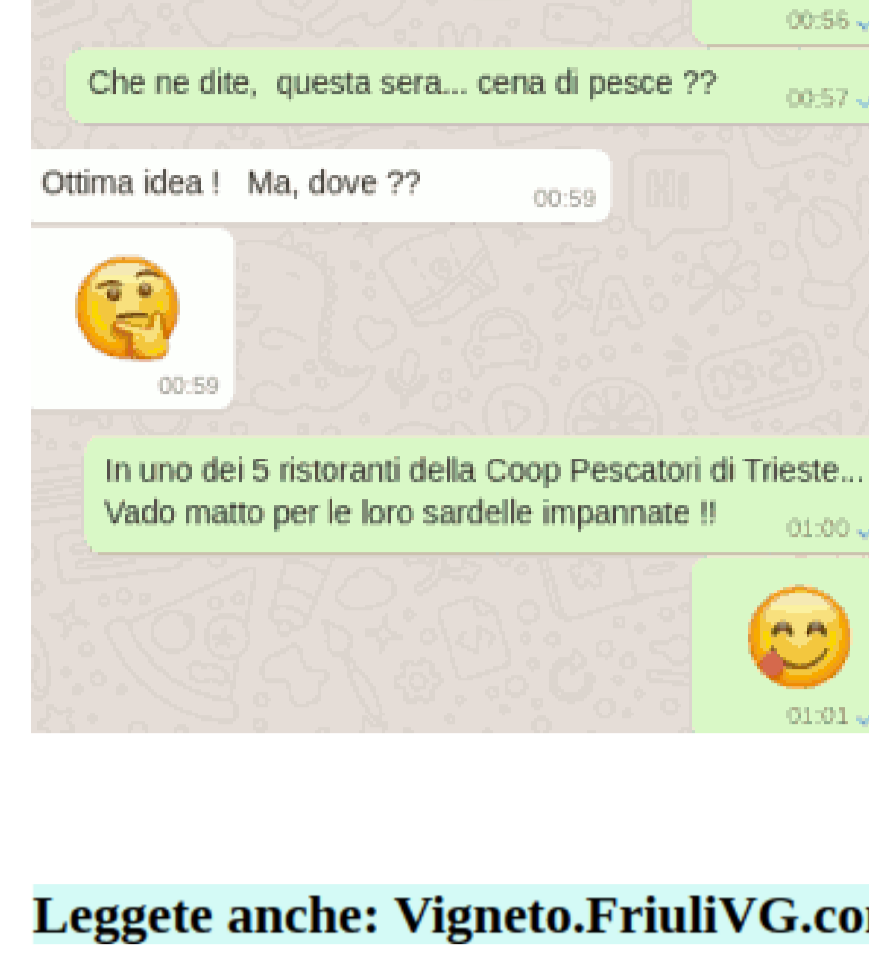 00:56
Che ne dite, questa sera... cena di pesce ??
00:57
Ottima idea ! Ma, dove ??
00:59
00:59
In uno dei 5 ristoranti della Coop Pescatori di Trieste...
Vado matto per le loro sardelle impannate !!
01:00
01:01
Leggete anche: Vigneto.FriuliVG.co